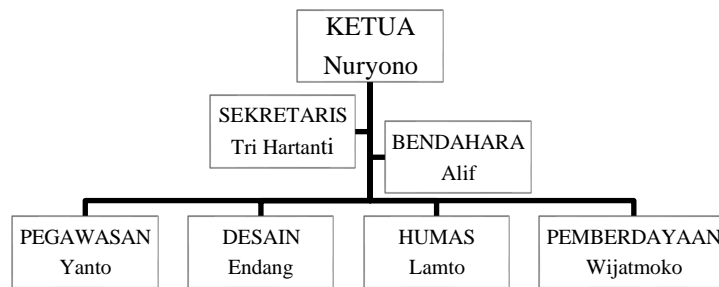 KETUA
Nuryono
SEKRETARIS
Tri Hartanti
BENDAHARA
Alif
PEGAWASAN
Yanto
DESAIN
Endang
HUMAS
Lamto
PEMBERDAYAAN
Wijatmoko